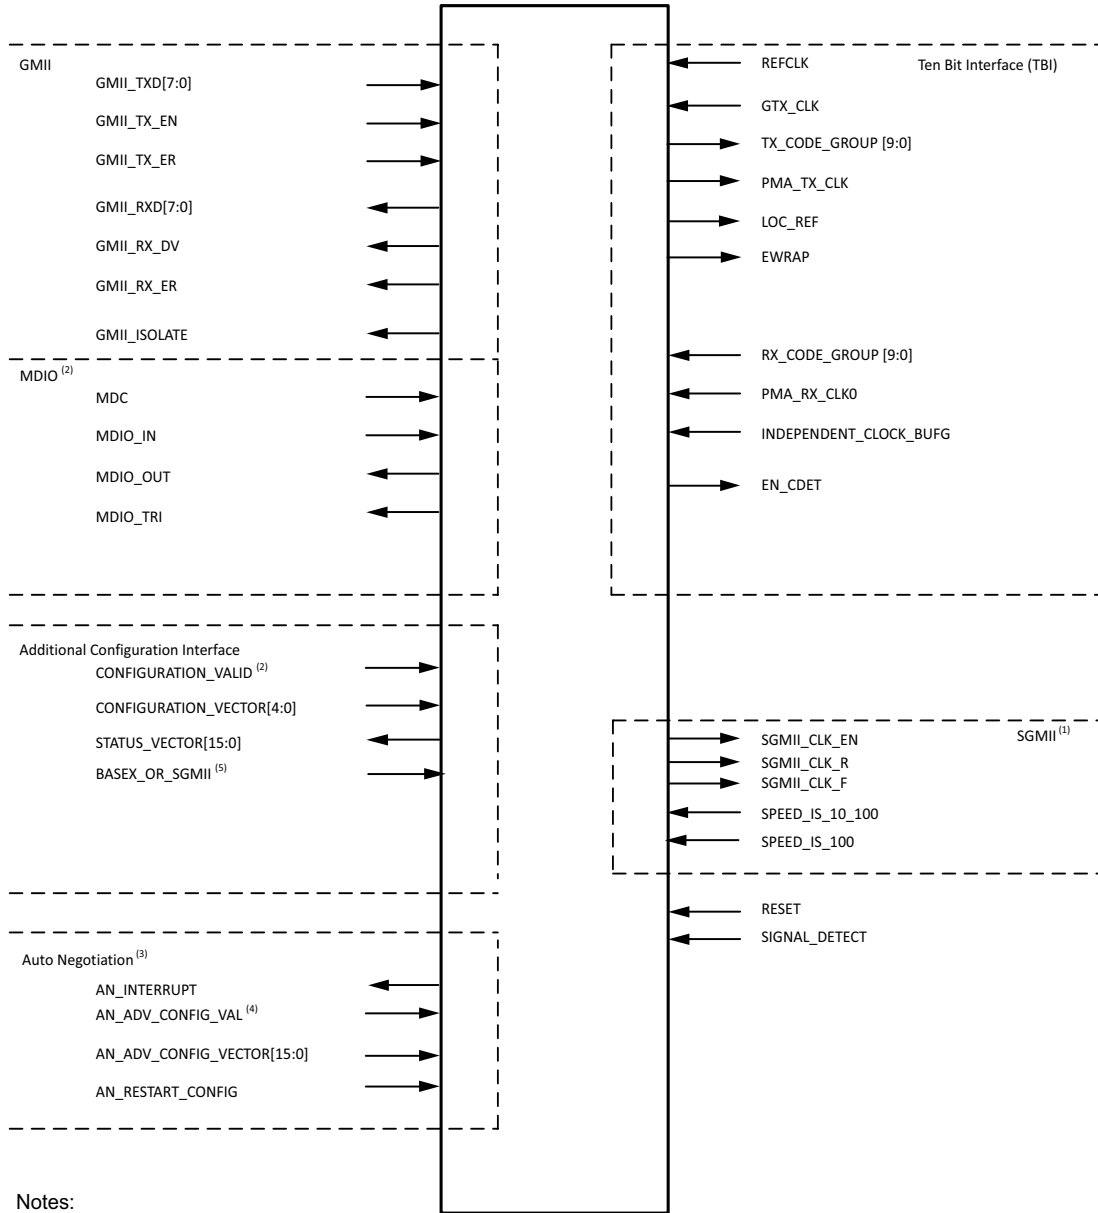 GMII
GMII_TXD[7:0]
GMII_TX_EN
GMII_TX_ER
GMII_RXD[7:0]
GMII_RX_DV
GMII_RX_ER
GMII_ISOLATE
MDIO (2)
MDC
MDIO_IN
MDIO_OUT
MDIO_TRI
Additional Configuration Interface
CONFIGURATION_VALID (2)
CONFIGURATION_VECTOR[4:0]
STATUS_VECTOR[15:0]
BASEX_OR_SGMII (5)
Auto Negotiation (3)
AN_INTERRUPT
AN_ADV_CONFIG_VAL (4)
AN_ADV_CONFIG_VECTOR[15:0]
AN_RESTART_CONFIG
Ten Bit Interface (TBI)
REFCLK
GTX_CLK
TX_CODE_GROUP [9:0]
PMA_TX_CLK
LOC_REF
EWRAP
RX_CODE_GROUP [9:0]
PMA_RX_CLK0
INDEPENDENT_CLOCK_BUFG
EN_CDET
SGMII (1)
SGMII_CLK_EN
SGMII_CLK_R
SGMII_CLK_F
SPEED_IS_10_100
SPEED_IS_100
RESET
SIGNAL_DETECT
Notes: